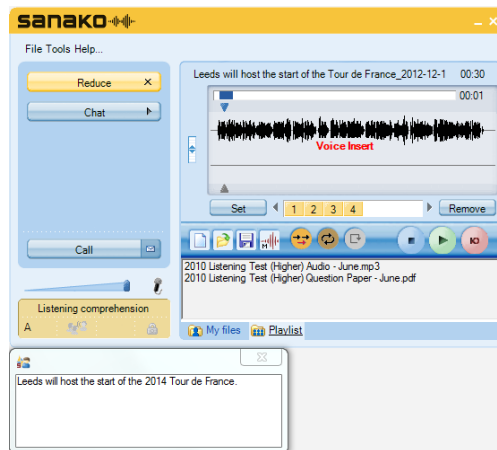 sanako
File Tools Help...
Reduce
Chat
Call
Listening comprehension
A
Leeds will host the start of the Tour de France_2012-12-1 00:30
00:01
Voice Insert
Set 1 2 3 4 Remove
M
2010 Listening Test (Higher) Audio - June.mp3
2010 Listening Test (Higher) Question Paper - June.pdf
My files Playlist
Leeds will host the start of the 2014 Tour de France.